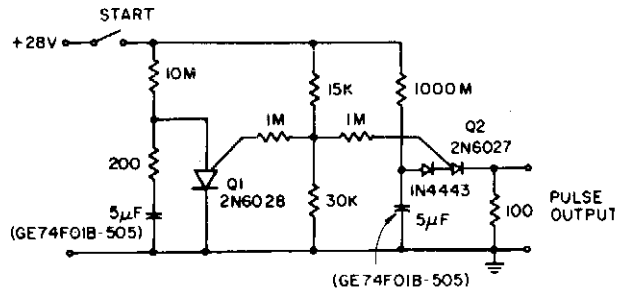 START
+28V
10M
15K
1000M
1M
1M
Q2
2N6027
200
Q1
2N6028
1N4443
5µF
(GE74F01B-505)
30K
5µF
100
PULSE
OUTPUT
(GE74F01B-505)